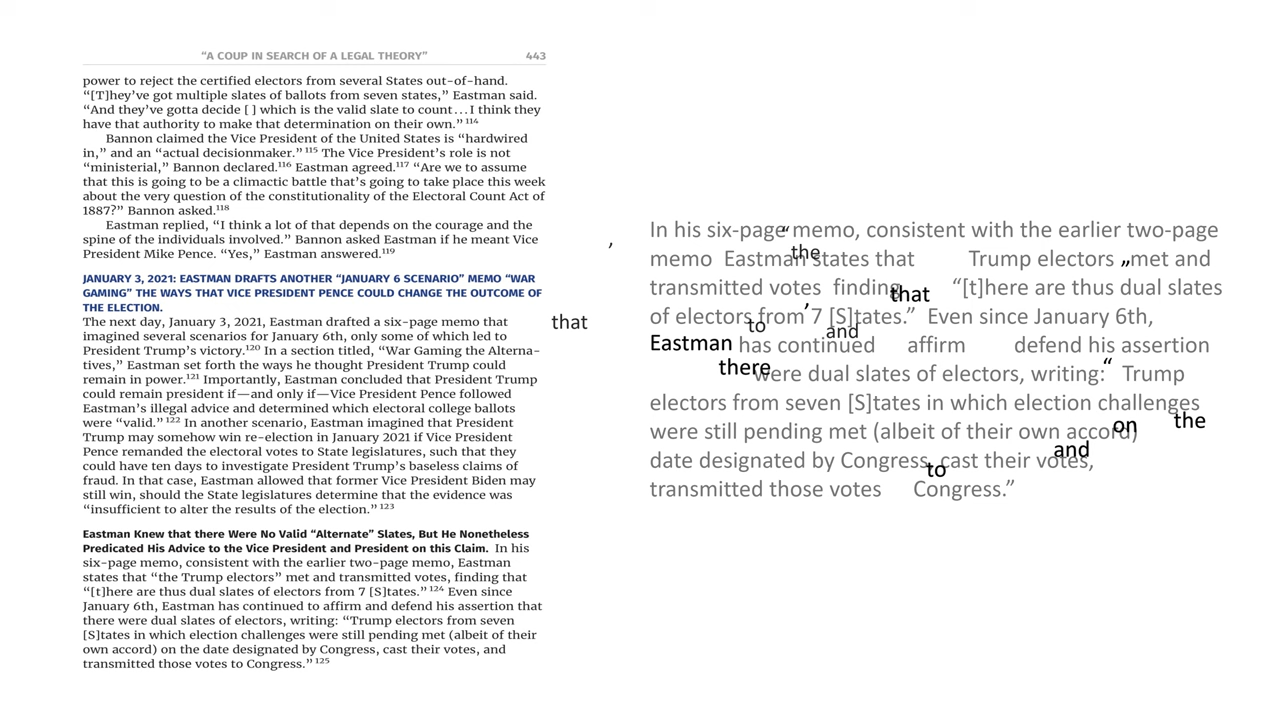 “A COUP IN SEARCH OF A LEGAL THEORY” 443
power to reject the certified electors from several States out-of-hand.
“[T]hey’ve got multiple slates of ballots from seven states,” Eastman said.
“And they’ve gotta decide [ ] which is the valid slate to count . . . I think they
have that authority to make that determination on their own.” 114
Bannon claimed the Vice President of the United States is “hardwired
in,” and an “actual decisionmaker.” 115 The Vice President’s role is not
“ministerial,” Bannon declared.116 Eastman agreed.117 “Are we to assume
that this is going to be a climactic battle that’s going to take place this week
about the very question of the constitutionality of the Electoral Count Act of
1887?” Bannon asked.118
Eastman replied, “I think a lot of that depends on the courage and the
spine of the individuals involved.” Bannon asked Eastman if he meant Vice
President Mike Pence. “Yes,” Eastman answered.119
JANUARY 3, 2021: EASTMAN DRAFTS ANOTHER “JANUARY 6 SCENARIO” MEMO “WAR
GAMING” THE WAYS THAT VICE PRESIDENT PENCE COULD CHANGE THE OUTCOME OF
THE ELECTION.
The next day, January 3, 2021, Eastman drafted a six-page memo that
imagined several scenarios for January 6th, only some of which led to
President Trump’s victory.120 In a section titled, “War Gaming the Alterna-
tives,” Eastman set forth the ways he thought President Trump could
remain in power.121 Importantly, Eastman concluded that President Trump
could remain president if—and only if—Vice President Pence followed
Eastman’s illegal advice and determined which electoral college ballots
were “valid.” 122 In another scenario, Eastman imagined that President
Trump may somehow win re-election in January 2021 if Vice President
Pence remanded the electoral votes to State legislatures, such that they
could have ten days to investigate President Trump’s baseless claims of
fraud. In that case, Eastman allowed that former Vice President Biden may
still win, should the State legislatures determine that the evidence was
“insufficient to alter the results of the election.” 123
Eastman Knew that there Were No Valid “Alternate” Slates, But He Nonetheless
Predicated His Advice to the Vice President and President on this Claim. In his
six-page memo, consistent with the earlier two-page memo, Eastman
states that “the Trump electors” met and transmitted votes, finding that
“[t]here are thus dual slates of electors from 7 [S]tates.” 124 Even since
January 6th, Eastman has continued to affirm and defend his assertion that
there were dual slates of electors, writing: “Trump electors from seven
[S]tates in which election challenges were still pending met (albeit of their
own accord) on the date designated by Congress, cast their votes, and
transmitted those votes to Congress.” 125
that
,
In his six-page memo, consistent with the earlier two-page
“
memo Eastman states that Trump electors met and
the
”
transmitted votes finding “[t]here are thus dual slates
that
,
of electors from 7 [S]tates.” Even since January 6th,
to and
Eastman has continued affirm defend his assertion
there were dual slates of electors, writing: “ Trump
electors from seven [S]tates in which election challenges
were still pending met (albeit of their own accord) on the
date designated by Congress, cast their votes, and
to
transmitted those votes Congress.”